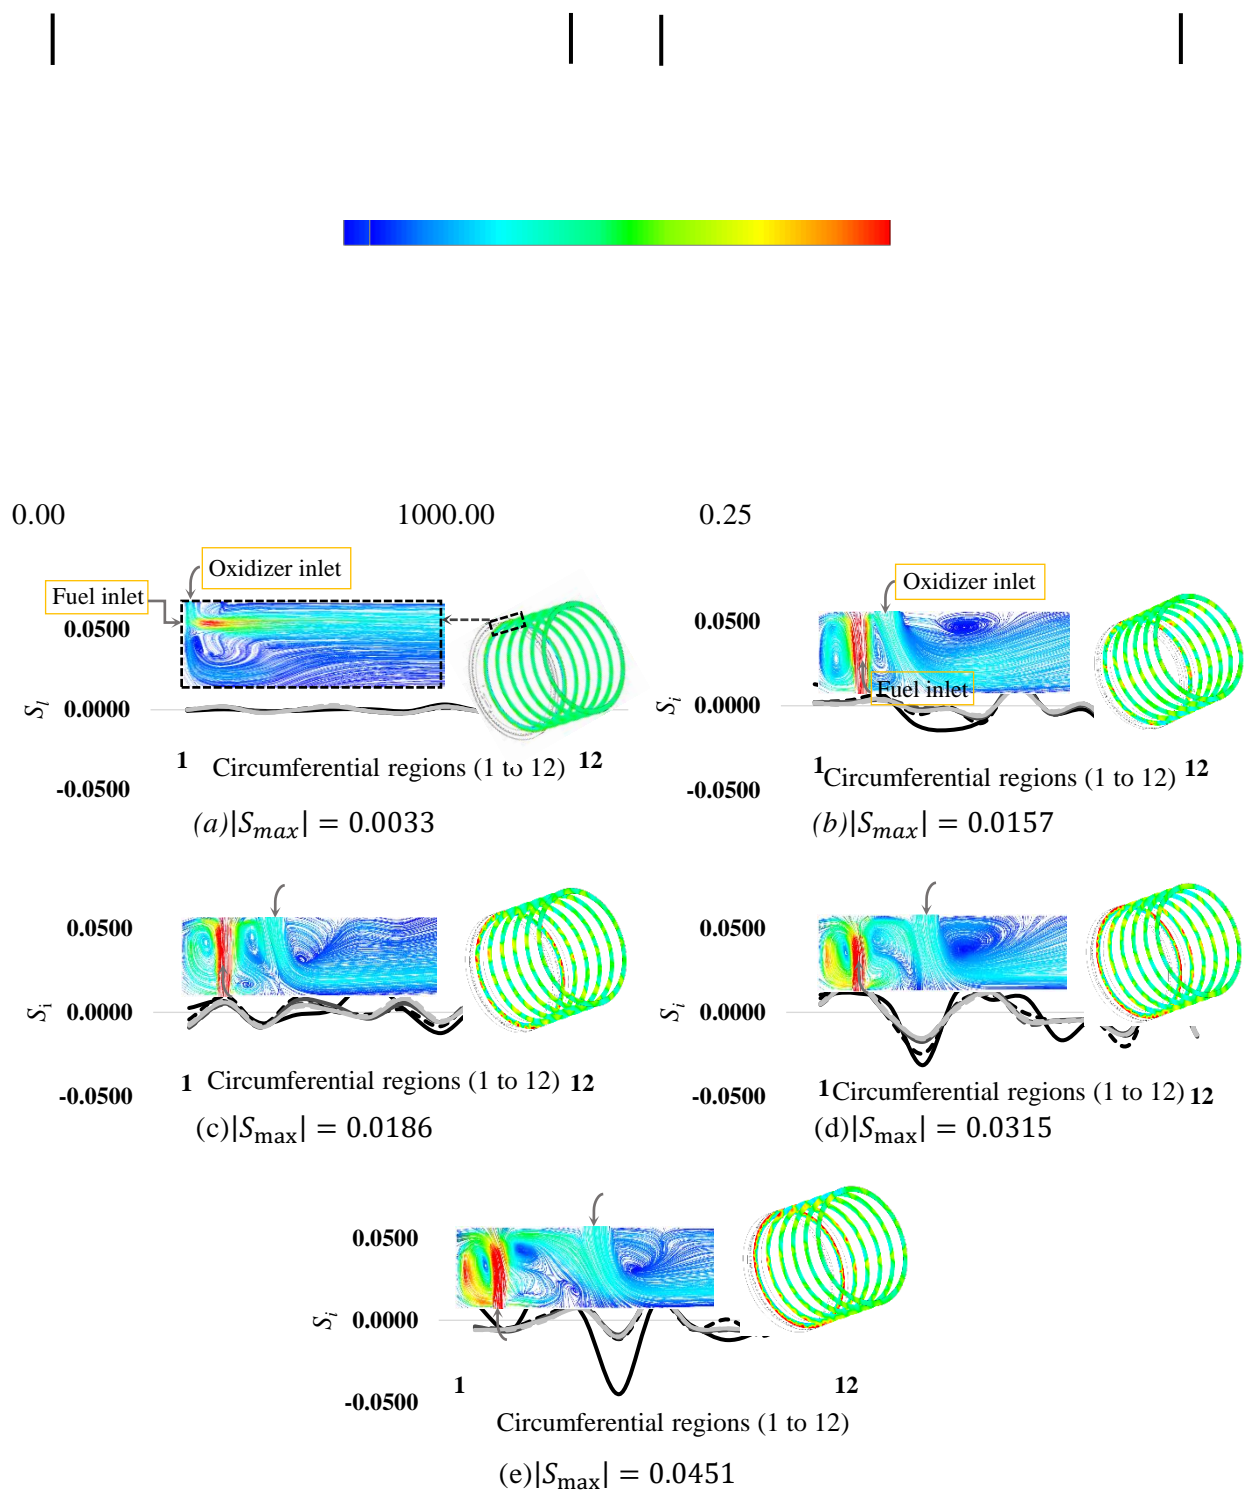 0.00 1000.00 0.25
Oxidizer inlet
Fuel inlet
0.0500
S_i 0.0000
-0.0500
1 Circumferential regions (1 to 12) 12
(a)|S_max| = 0.0033
Oxidizer inlet
0.0500
Fuel inlet
S_i 0.0000
-0.0500
1 Circumferential regions (1 to 12) 12
(b)|S_max| = 0.0157
0.0500
S_i 0.0000
-0.0500
1 Circumferential regions (1 to 12) 12
(c)|S_max| = 0.0186
0.0500
S_i 0.0000
-0.0500
1 Circumferential regions (1 to 12) 12
(d)|S_max| = 0.0315
0.0500
S_i 0.0000
-0.0500
1 12
Circumferential regions (1 to 12)
(e)|S_max| = 0.0451